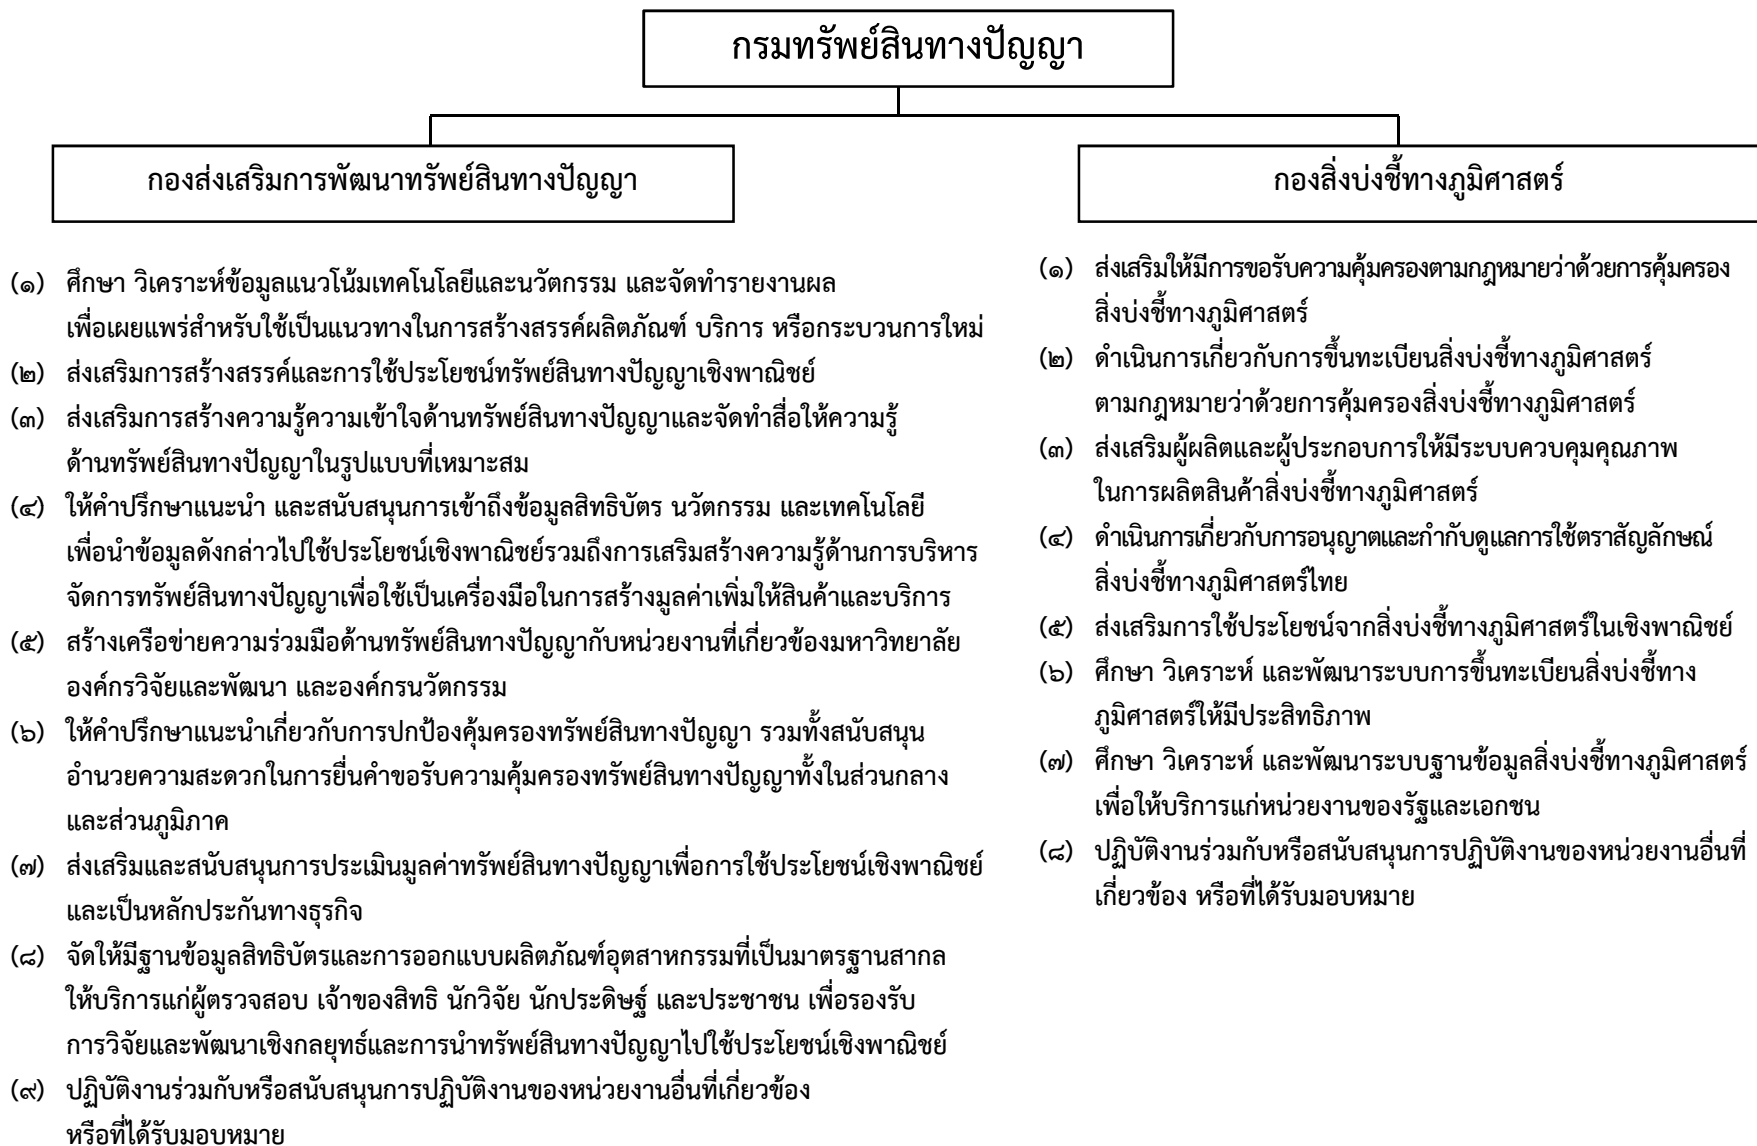 กรมทรัพย์สินทางปัญญา
กองส่งเสริมการพัฒนาทรัพย์สินทางปัญญา
(๑) ศึกษา วิเคราะห์ข้อมูลแนวโน้มเทคโนโลยีและนวัตกรรม และจัดทำรายงานผล
เพื่อเผยแพร่สำหรับใช้เป็นแนวทางในการสร้างสรรค์ผลิตภัณฑ์ บริการ หรือกระบวนการใหม่
(๒) ส่งเสริมการสร้างสรรค์และการใช้ประโยชน์ทรัพย์สินทางปัญญาเชิงพาณิชย์
(๓) ส่งเสริมการสร้างความรู้ความเข้าใจด้านทรัพย์สินทางปัญญาและจัดทำสื่อให้ความรู้
ด้านทรัพย์สินทางปัญญาในรูปแบบที่เหมาะสม
(๔) ให้คำปรึกษาแนะนำ และสนับสนุนการเข้าถึงข้อมูลสิทธิบัตร นวัตกรรม และเทคโนโลยี
เพื่อนำข้อมูลดังกล่าวไปใช้ประโยชน์เชิงพาณิชย์รวมถึงการเสริมสร้างความรู้ด้านการบริหาร
จัดการทรัพย์สินทางปัญญาเพื่อใช้เป็นเครื่องมือในการสร้างมูลค่าเพิ่มให้สินค้าและบริการ
(๕) สร้างเครือข่ายความร่วมมือด้านทรัพย์สินทางปัญญากับหน่วยงานที่เกี่ยวข้องมหาวิทยาลัย
องค์กรวิจัยและพัฒนา และองค์กรนวัตกรรม
(๖) ให้คำปรึกษาแนะนำเกี่ยวกับการปกป้องคุ้มครองทรัพย์สินทางปัญญา รวมทั้งสนับสนุน
อำนวยความสะดวกในการยื่นคำขอรับความคุ้มครองทรัพย์สินทางปัญญาทั้งในส่วนกลาง
และส่วนภูมิภาค
(๗) ส่งเสริมและสนับสนุนการประเมินมูลค่าทรัพย์สินทางปัญญาเพื่อการใช้ประโยชน์เชิงพาณิชย์
และเป็นหลักประกันทางธุรกิจ
(๘) จัดให้มีฐานข้อมูลสิทธิบัตรและการออกแบบผลิตภัณฑ์อุตสาหกรรมที่เป็นมาตรฐานสากล
ให้บริการแก่ผู้ตรวจสอบ เจ้าของสิทธิ นักวิจัย นักประดิษฐ์ และประชาชน เพื่อรองรับ
การวิจัยและพัฒนาเชิงกลยุทธ์และการนำทรัพย์สินทางปัญญาไปใช้ประโยชน์เชิงพาณิชย์
(๙) ปฏิบัติงานร่วมกับหรือสนับสนุนการปฏิบัติงานของหน่วยงานอื่นที่เกี่ยวข้อง
หรือที่ได้รับมอบหมาย
กองสิ่งบ่งชี้ทางภูมิศาสตร์
(๑) ส่งเสริมให้มีการขอรับความคุ้มครองตามกฎหมายว่าด้วยการคุ้มครอง
สิ่งบ่งชี้ทางภูมิศาสตร์
(๒) ดำเนินการเกี่ยวกับการขึ้นทะเบียนสิ่งบ่งชี้ทางภูมิศาสตร์
ตามกฎหมายว่าด้วยการคุ้มครองสิ่งบ่งชี้ทางภูมิศาสตร์
(๓) ส่งเสริมผู้ผลิตและผู้ประกอบการให้มีระบบควบคุมคุณภาพ
ในการผลิตสินค้าสิ่งบ่งชี้ทางภูมิศาสตร์
(๔) ดำเนินการเกี่ยวกับการอนุญาตและกำกับดูแลการใช้ตราสัญลักษณ์
สิ่งบ่งชี้ทางภูมิศาสตร์ไทย
(๕) ส่งเสริมการใช้ประโยชน์จากสิ่งบ่งชี้ทางภูมิศาสตร์ในเชิงพาณิชย์
(๖) ศึกษา วิเคราะห์ และพัฒนาระบบการขึ้นทะเบียนสิ่งบ่งชี้ทาง
ภูมิศาสตร์ให้มีประสิทธิภาพ
(๗) ศึกษา วิเคราะห์ และพัฒนาระบบฐานข้อมูลสิ่งบ่งชี้ทางภูมิศาสตร์
เพื่อให้บริการแก่หน่วยงานของรัฐและเอกชน
(๘) ปฏิบัติงานร่วมกับหรือสนับสนุนการปฏิบัติงานของหน่วยงานอื่นที่
เกี่ยวข้อง หรือที่ได้รับมอบหมาย